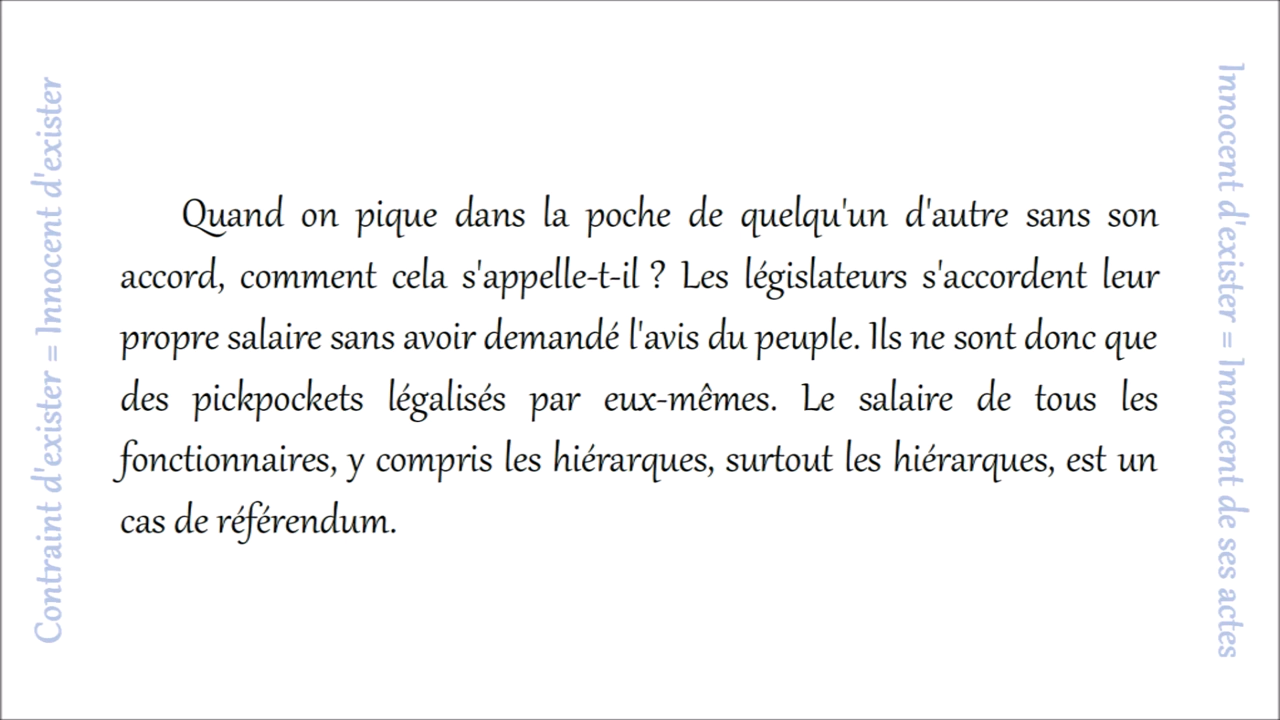 Contraint d'exister = Innocent d'exister
Quand on pique dans la poche de quelqu'un d'autre sans son
accord, comment cela s'appelle-t-il ? Les législateurs s'accordent leur
propre salaire sans avoir demandé l'avis du peuple. Ils ne sont donc que
des pickpockets légalisés par eux-mêmes. Le salaire de tous les
fonctionnaires, y compris les hiérarques, surtout les hiérarques, est un
cas de référendum.
Innocent d'exister = Innocent de ses actes